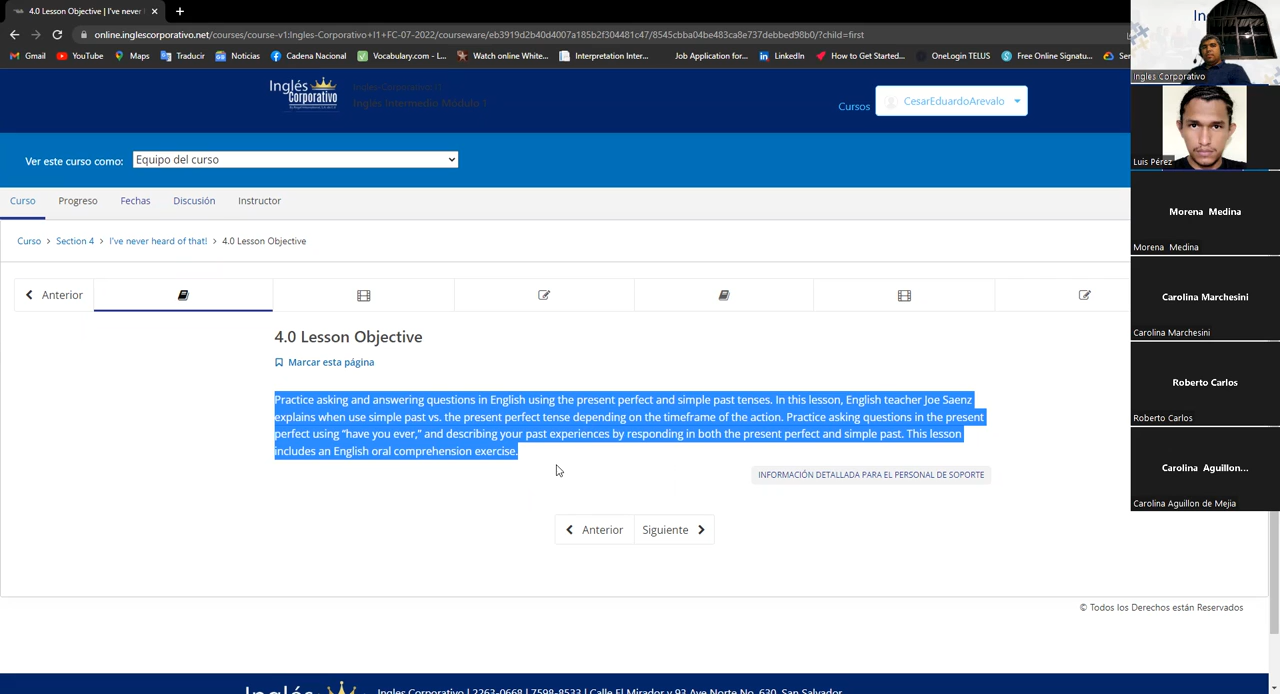 4.0 Lesson Objective | I've never
online.inglescorporativo.net/courses/course-v1:Ingles-Corporativo+I1+FC-07-2022/courseware/eb3919d2b40d4007a185b2f304481c47/8545cbba04be483ca8e737debbed98b0/?child=first
Gmail YouTube Maps Traducir Noticias Cadena Nacional Vocabulary.com - L... Watch online White... Interpretation Inter... Job Application for... LinkedIn How to Get Started... OneLogin TELUS Free Online Signatu... Ser
Inglés
Corporativo
Inglés Intermedio Módulo 1
Cursos CesarEduardoArevalo
Ver este curso como: Equipo del curso
Curso Progreso Fechas Discusión Instructor
Curso > Section 4 > I've never heard of that! > 4.0 Lesson Objective
Anterior
4.0 Lesson Objective
Marcar esta página
Practice asking and answering questions in English using the present perfect and simple past tenses. In this lesson, English teacher Joe Saenz
explains when use simple past vs. the present perfect tense depending on the timeframe of the action. Practice asking questions in the present
perfect using “have you ever,” and describing your past experiences by responding in both the present perfect and simple past. This lesson
includes an English oral comprehension exercise.
INFORMACIÓN DETALLADA PARA EL PERSONAL DE SOPORTE
Anterior Siguiente
© Todos los Derechos están Reservados
Inglés Ingles Corporativo | 2263-0668 | 7598-8533 | Calle El Mirador y 93 Ave Norte No. 630, San Salvador
Ingles Corporativo
Luis Pérez
Morena Medina
Morena Medina
Carolina Marchesini
Carolina Marchesini
Roberto Carlos
Roberto Carlos
Carolina Aguillon...
Carolina Aguillon de Mejia